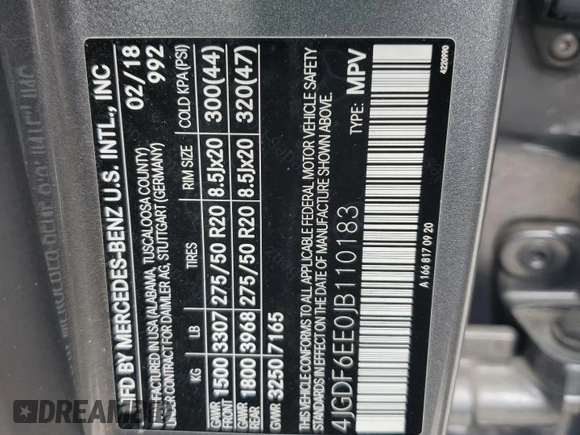 MFD BY MERCEDES-BENZ U.S. INTL., INC
MANUFACTURED IN USA (ALABAMA, TUSCALOOSA COUNTY)
UNDER CONTRACT FOR DAIMLER AG, STUTTGART (GERMANY)
02/18
992
KG LB TIRES RIM SIZE COLD KPA(PSI)
GAWR FRONT 1500 3307 275/50 R20 8.5Jx20 300(44)
GAWR REAR 1800 3968 275/50 R20 8.5Jx20 320(47)
GVWR 3250 7165
THIS VEHICLE CONFORMS TO ALL APPLICABLE FEDERAL MOTOR VEHICLE SAFETY
STANDARDS IN EFFECT ON THE DATE OF MANUFACTURE SHOWN ABOVE.
4JGDF6EE0JB110183 TYPE: MPV
A 166 817 09 20
4220990
DEALERSHIP
AUCTION PRICES